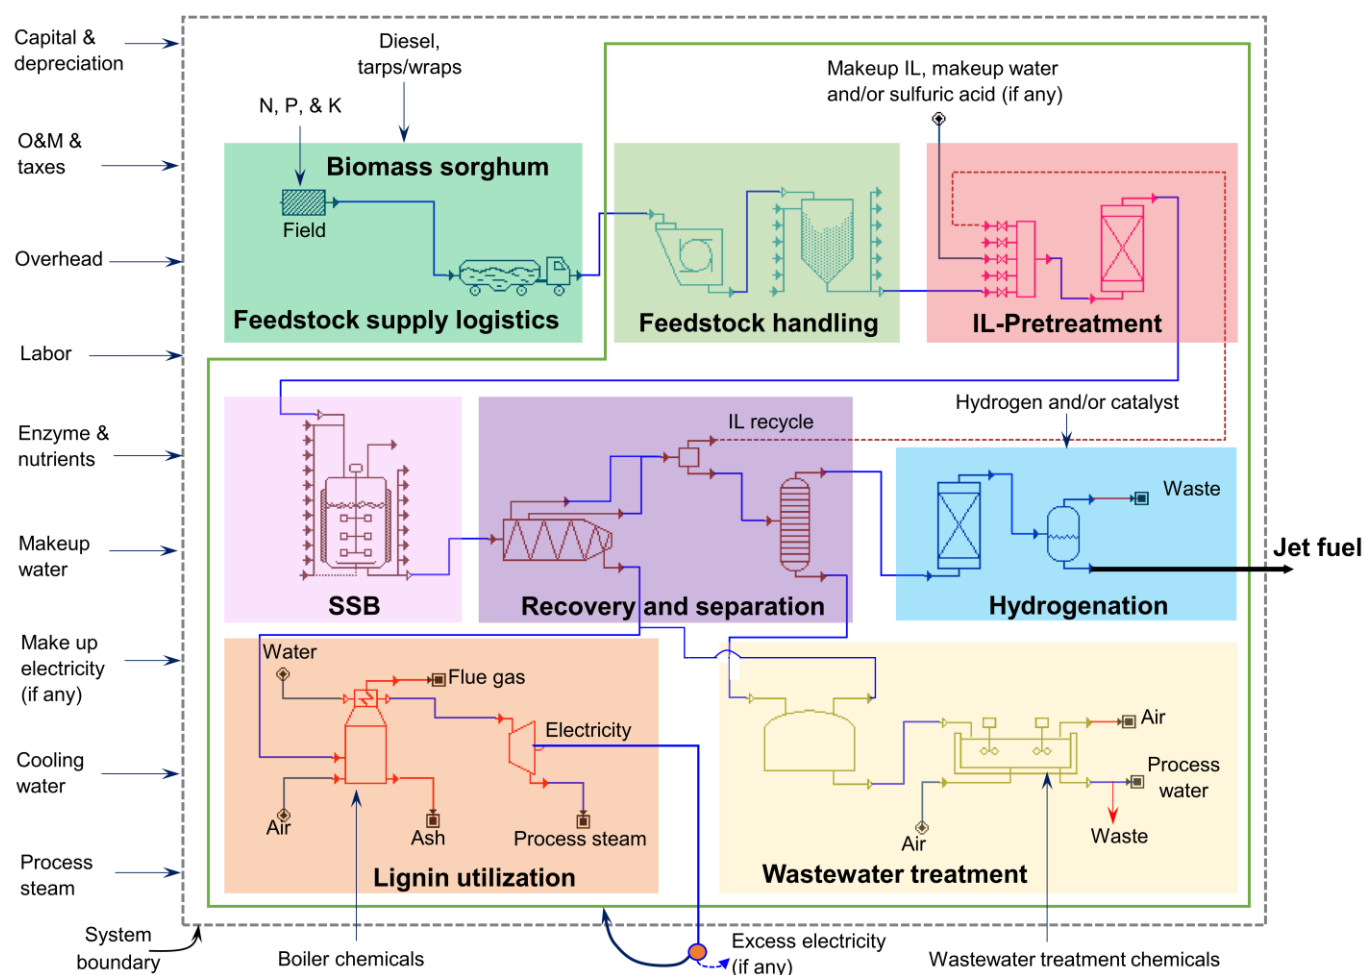 Capital &
depreciation
O&M &
taxes
Overhead
Labor
Enzyme &
nutrients
Makeup
water
Make up
electricity
(if any)
Cooling
water
Process
steam
System
boundary
Diesel,
tarps/wraps
N, P, & K
Biomass sorghum
Field
Feedstock supply logistics
Feedstock handling
Makeup IL, makeup water
and/or sulfuric acid (if any)
IL-Pretreatment
SSB
IL recycle
Recovery and separation
Hydrogen and/or catalyst
Waste
Hydrogenation
Jet fuel
Water
Flue gas
Electricity
Air
Ash
Process steam
Lignin utilization
Boiler chemicals
Air
Process
water
Waste
Air
Wastewater treatment
Excess electricity
(if any)
Wastewater treatment chemicals